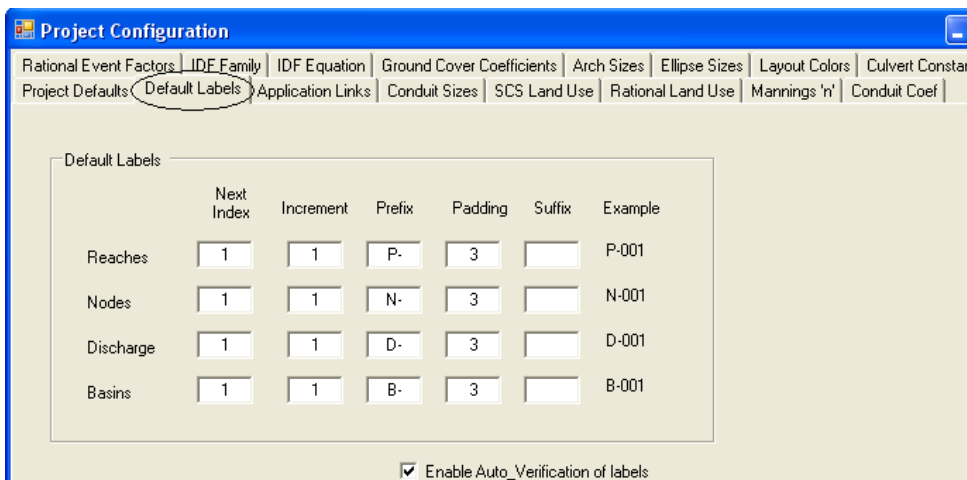 Project Configuration
Rational Event Factors IDF Family IDF Equation Ground Cover Coefficients Arch Sizes Ellipse Sizes Layout Colors Culvert Constan
Project Defaults Default Labels Application Links Conduit Sizes SCS Land Use Rational Land Use Mannings 'n' Conduit Coef
Default Labels
Next Index Increment Prefix Padding Suffix Example
Reaches 1 1 P- 3 P-001
Nodes 1 1 N- 3 N-001
Discharge 1 1 D- 3 D-001
Basins 1 1 B- 3 B-001
Enable Auto_Verification of labels